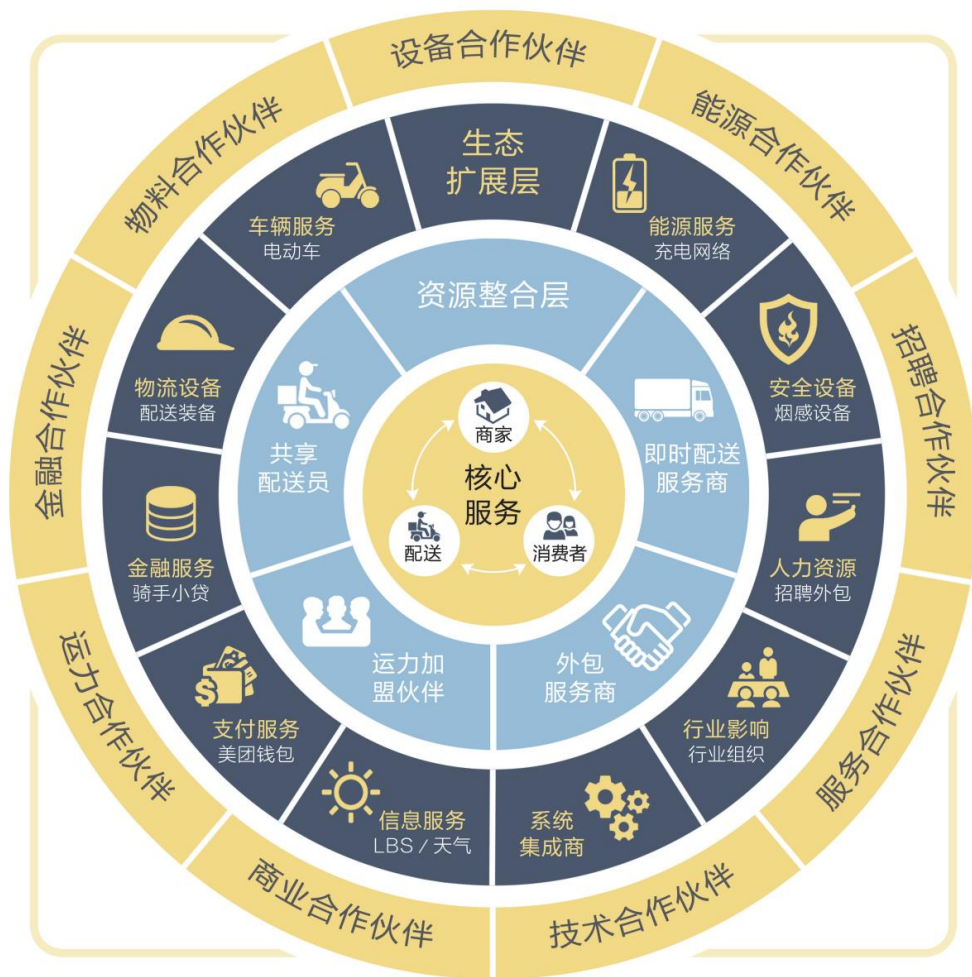 设备合作伙伴
能源合作伙伴
招聘合作伙伴
服务合作伙伴
技术合作伙伴
商业合作伙伴
运力合作伙伴
金融合作伙伴
物料合作伙伴
生态
扩展层
能源服务
充电网络
安全设备
烟感设备
人力资源
招聘外包
行业影响
行业组织
系统
集成商
信息服务
LBS / 天气
支付服务
美团钱包
金融服务
骑手小贷
物流设备
配送装备
车辆服务
电动车
资源整合层
即时配送
服务商
外包
服务商
运力加
盟伙伴
共享
配送员
商家
核心
服务
配送
消费者